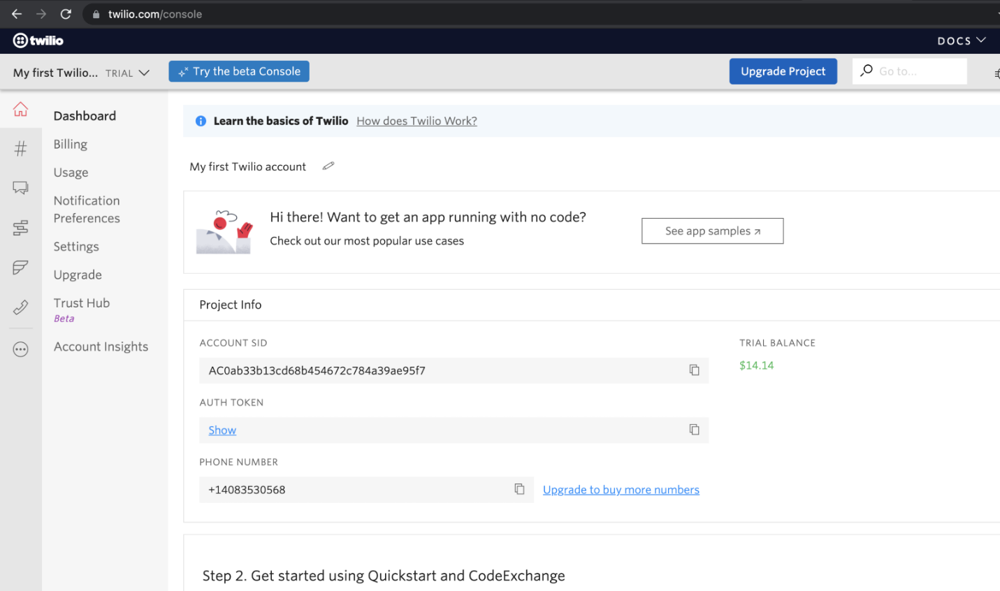 twilio.com/console
twilio
DOCS
My first Twilio... TRIAL
Try the beta Console
Upgrade Project
Go to...
Dashboard
Billing
Usage
Notification
Preferences
Settings
Upgrade
Trust Hub
Beta
Account Insights
Learn the basics of Twilio How does Twilio Work?
My first Twilio account
Hi there! Want to get an app running with no code?
Check out our most popular use cases
See app samples
Project Info
ACCOUNT SID
AC0ab33b13cd68b454672c784a39ae95f7
TRIAL BALANCE
$14.14
AUTH TOKEN
Show
PHONE NUMBER
+14083530568
Upgrade to buy more numbers
Step 2. Get started using Quickstart and CodeExchange